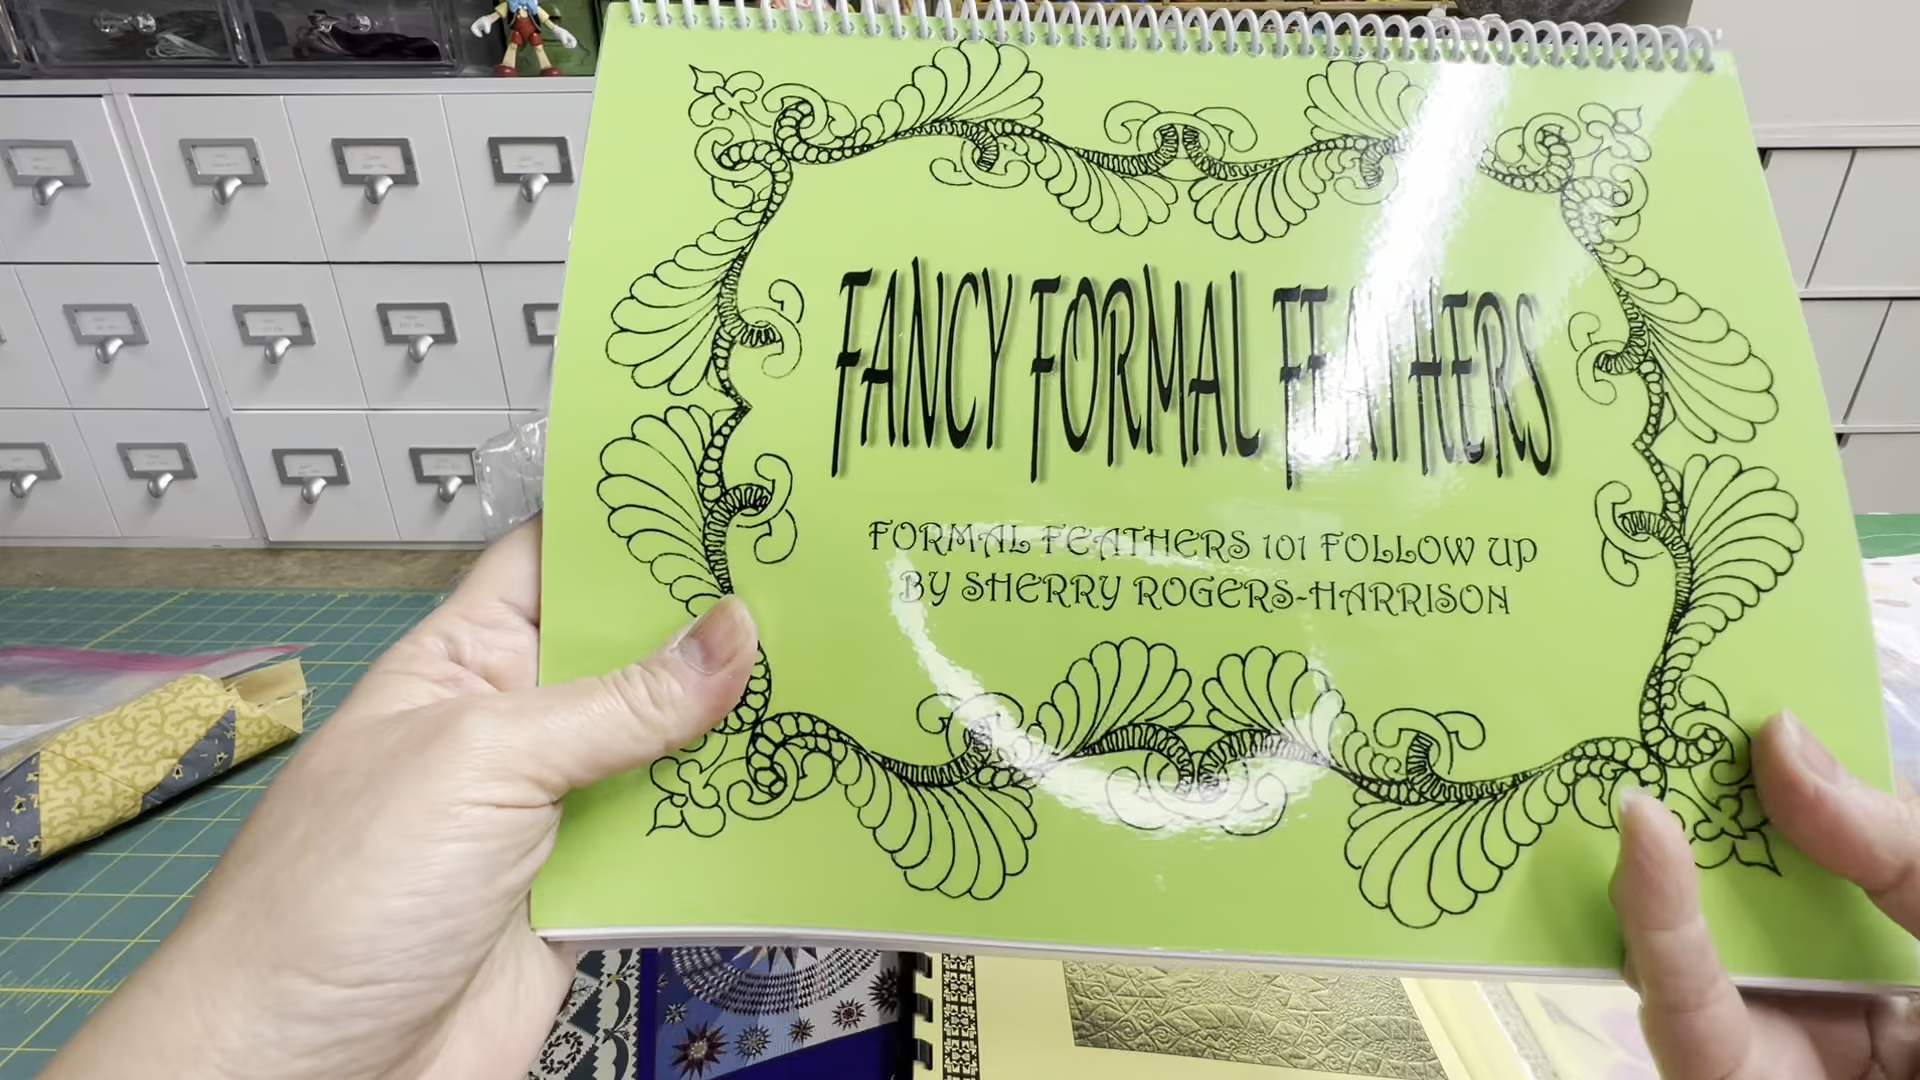 FANCY FORMAL FEATHERS
FORMAL FEATHERS 101 FOLLOW UP
BY SHERRY ROGERS-HARRISON